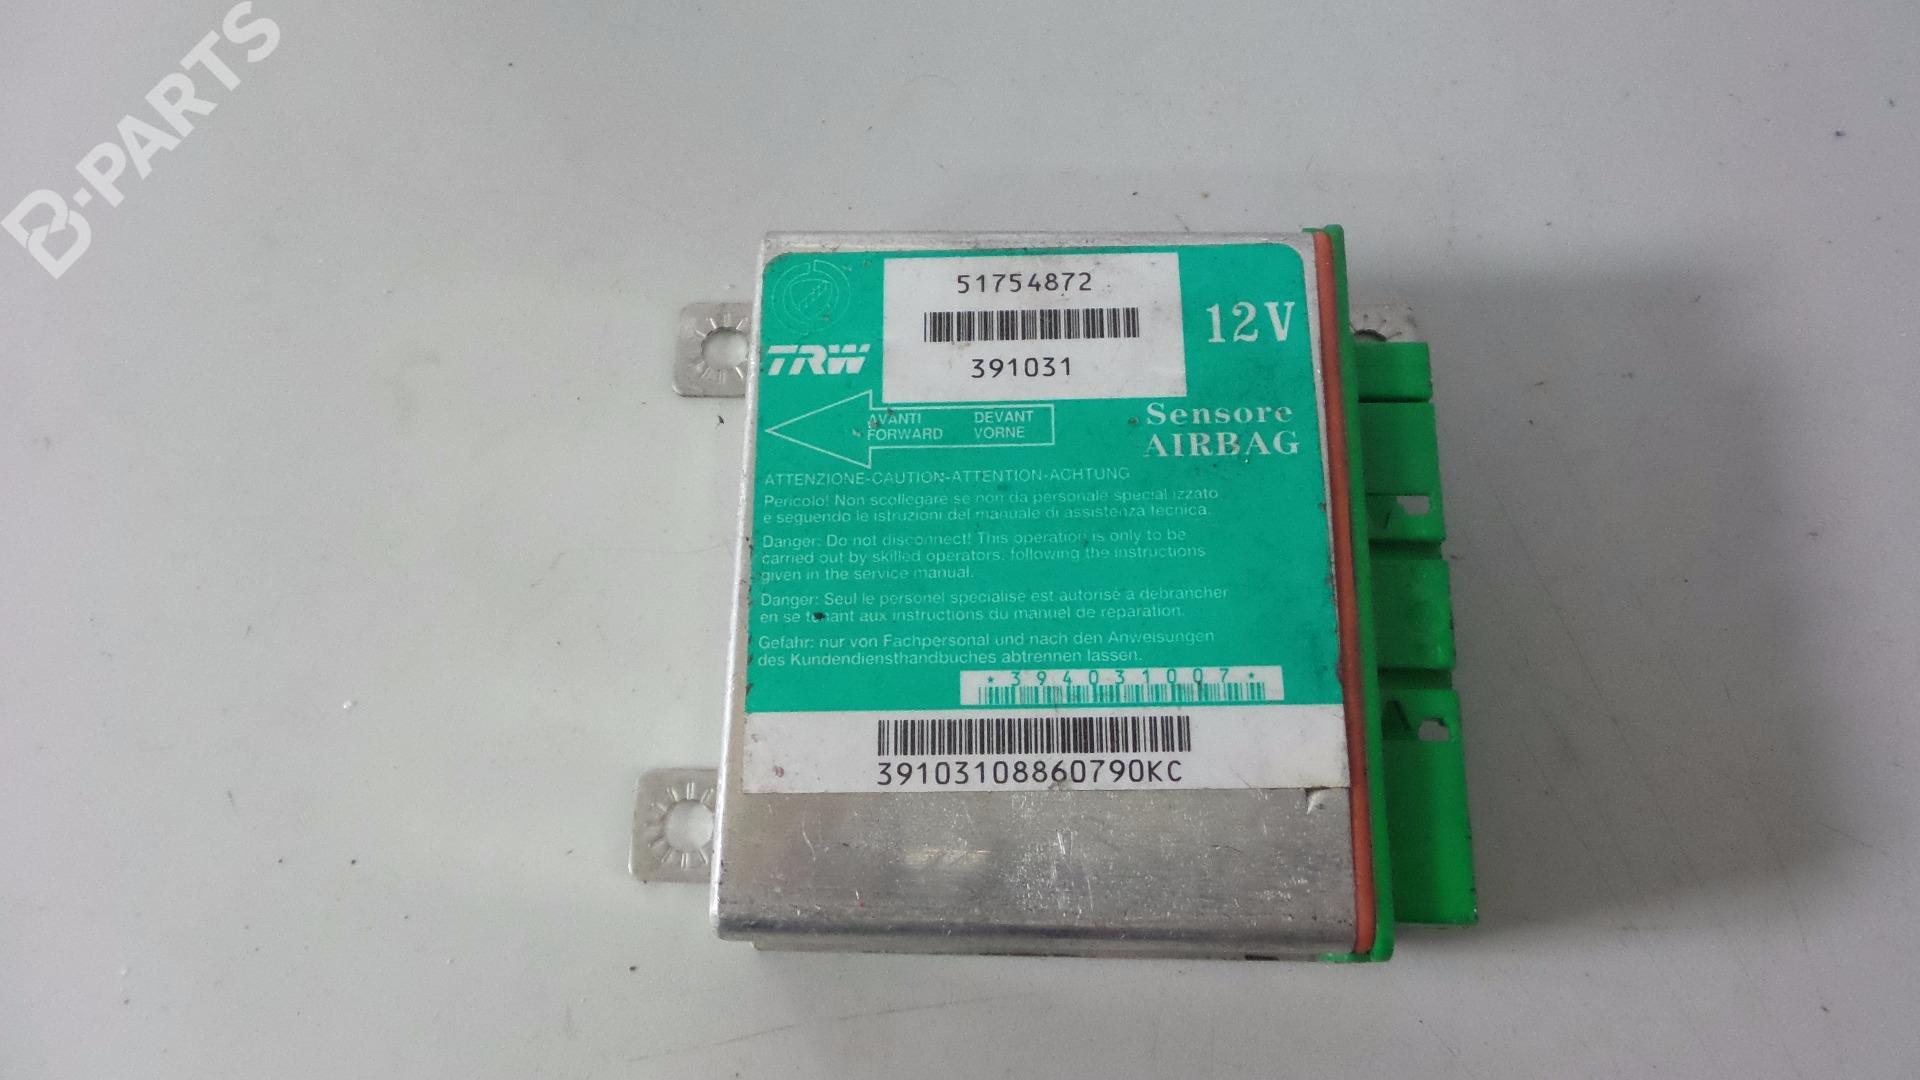 B-PARTS
51754872
12V
TRW
391031
AVANTI DEVANT
FORWARD VORNE
Sensore
AIRBAG
ATTENZIONE-CAUTION-ATTENTION-ACHTUNG
Pericolo! Non scollegare se non da personale specializzato
e seguendo le istruzioni del manuale di assistenza tecnica.
Danger: Do not disconnect! This operation is only to be
carried out by skilled operators, following the instructions
given in the service manual.
Danger: Seul le personel specialisé est autorisé a debrancher
en se tenant aux instructions du manuel de réparation.
Gefahr: nur von Fachpersonal und nach den Anweisungen
des Kundendiensthandbuches abtrennen lassen.
*394031007*
39103108860790KC